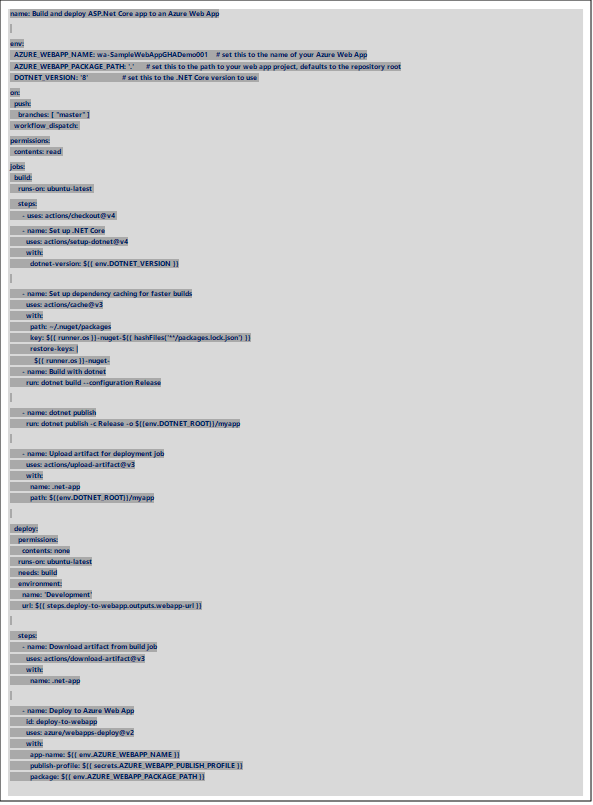 name: Build and deploy ASP.Net Core app to an Azure Web App
env:
AZURE_WEBAPP_NAME: wa-SampleWebAppGHADemo001 # set this to the name of your Azure Web App
AZURE_WEBAPP_PACKAGE_PATH: '.' # set this to the path to your web app project, defaults to the repository root
DOTNET_VERSION: '8' # set this to the .NET Core version to use
on:
push:
branches: [ "master" ]
workflow_dispatch:
permissions:
contents: read
jobs:
build:
runs-on: ubuntu-latest
steps:
- uses: actions/checkout@v4
- name: Set up .NET Core
uses: actions/setup-dotnet@v4
with:
dotnet-version: ${{ env.DOTNET_VERSION }}
- name: Set up dependency caching for faster builds
uses: actions/cache@v3
with:
path: ~/.nuget/packages
key: ${{ runner.os }}-nuget-${{ hashFiles('**/packages.lock.json') }}
restore-keys: |
${{ runner.os }}-nuget-
- name: Build with dotnet
run: dotnet build --configuration Release
- name: dotnet publish
run: dotnet publish -c Release -o ${{env.DOTNET_ROOT}}/myapp
- name: Upload artifact for deployment job
uses: actions/upload-artifact@v3
with:
name: .net-app
path: ${{env.DOTNET_ROOT}}/myapp
deploy:
permissions:
contents: none
runs-on: ubuntu-latest
needs: build
environment:
name: 'Development'
url: ${{ steps.deploy-to-webapp.outputs.webapp-url }}
steps:
- name: Download artifact from build job
uses: actions/download-artifact@v3
with:
name: .net-app
- name: Deploy to Azure Web App
id: deploy-to-webapp
uses: azure/webapps-deploy@v2
with:
app-name: ${{ env.AZURE_WEBAPP_NAME }}
publish-profile: ${{ secrets.AZURE_WEBAPP_PUBLISH_PROFILE }}
package: ${{ env.AZURE_WEBAPP_PACKAGE_PATH }}